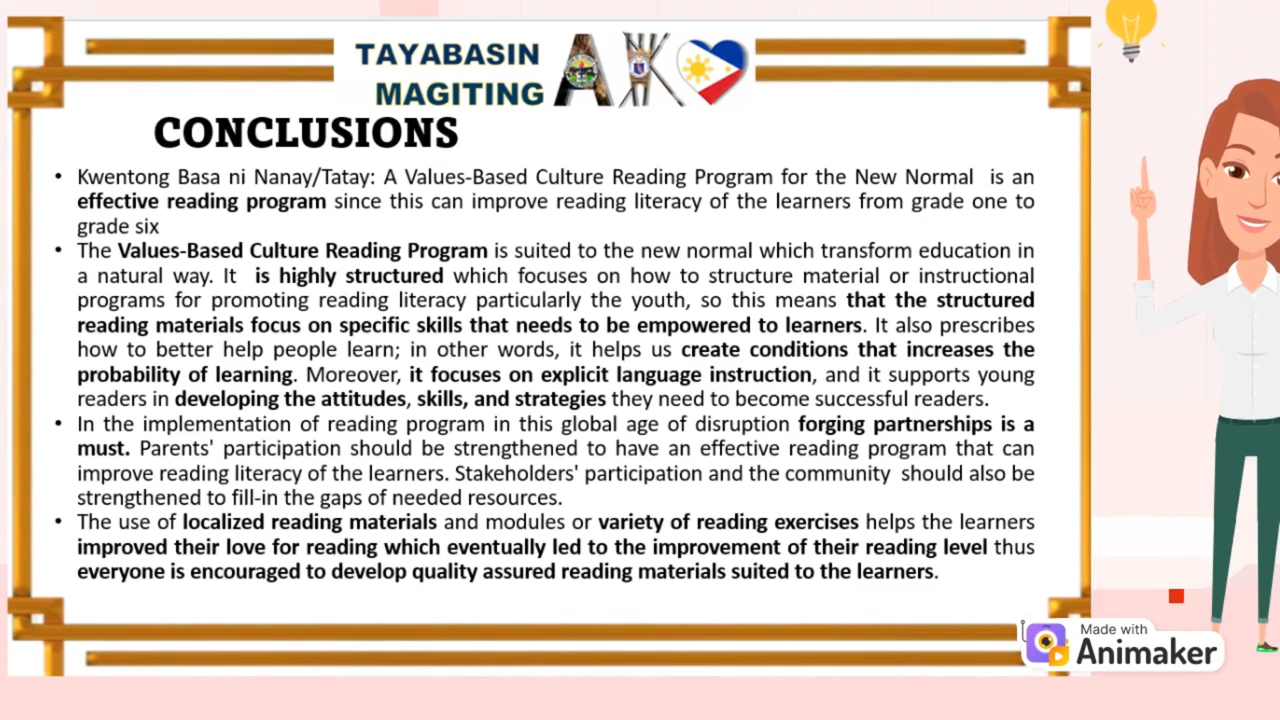 TAYABASIN
MAGITING
AK
CONCLUSIONS
• Kwentong Basa ni Nanay/Tatay: A Values-Based Culture Reading Program for the New Normal is an
effective reading program since this can improve reading literacy of the learners from grade one to
grade six
• The Values-Based Culture Reading Program is suited to the new normal which transform education in
a natural way. It is highly structured which focuses on how to structure material or instructional
programs for promoting reading literacy particularly the youth, so this means that the structured
reading materials focus on specific skills that needs to be empowered to learners. It also prescribes
how to better help people learn; in other words, it helps us create conditions that increases the
probability of learning. Moreover, it focuses on explicit language instruction, and it supports young
readers in developing the attitudes, skills, and strategies they need to become successful readers.
• In the implementation of reading program in this global age of disruption forging partnerships is a
must. Parents' participation should be strengthened to have an effective reading program that can
improve reading literacy of the learners. Stakeholders' participation and the community should also be
strengthened to fill-in the gaps of needed resources.
• The use of localized reading materials and modules or variety of reading exercises helps the learners
improved their love for reading which eventually led to the improvement of their reading level thus
everyone is encouraged to develop quality assured reading materials suited to the learners.
Made with
Animaker